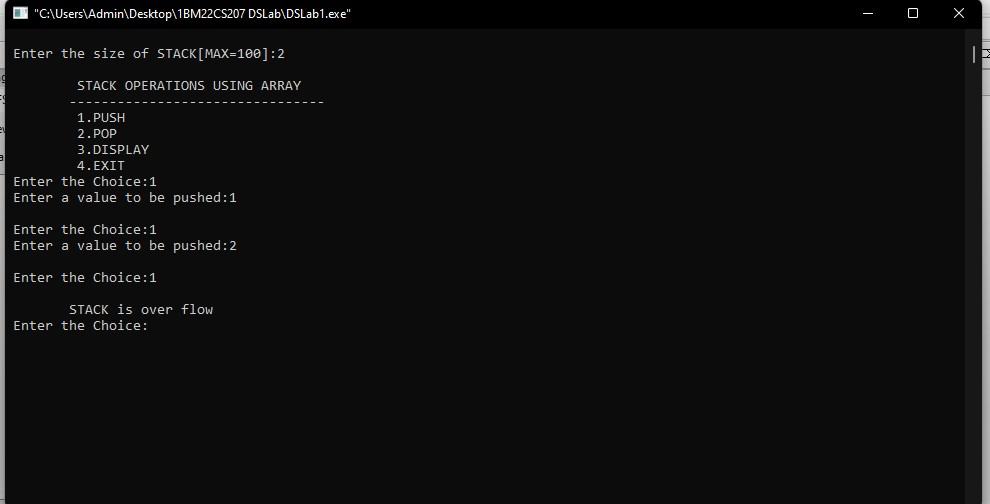 "C:\Users\Admin\Desktop\1BM22CS207 DSLab\DSLab1.exe"
Enter the size of STACK[MAX=100]:2
STACK OPERATIONS USING ARRAY
--------------------------------
1.PUSH
2.POP
3.DISPLAY
4.EXIT
Enter the Choice:1
Enter a value to be pushed:1
Enter the Choice:1
Enter a value to be pushed:2
Enter the Choice:1
STACK is over flow
Enter the Choice: